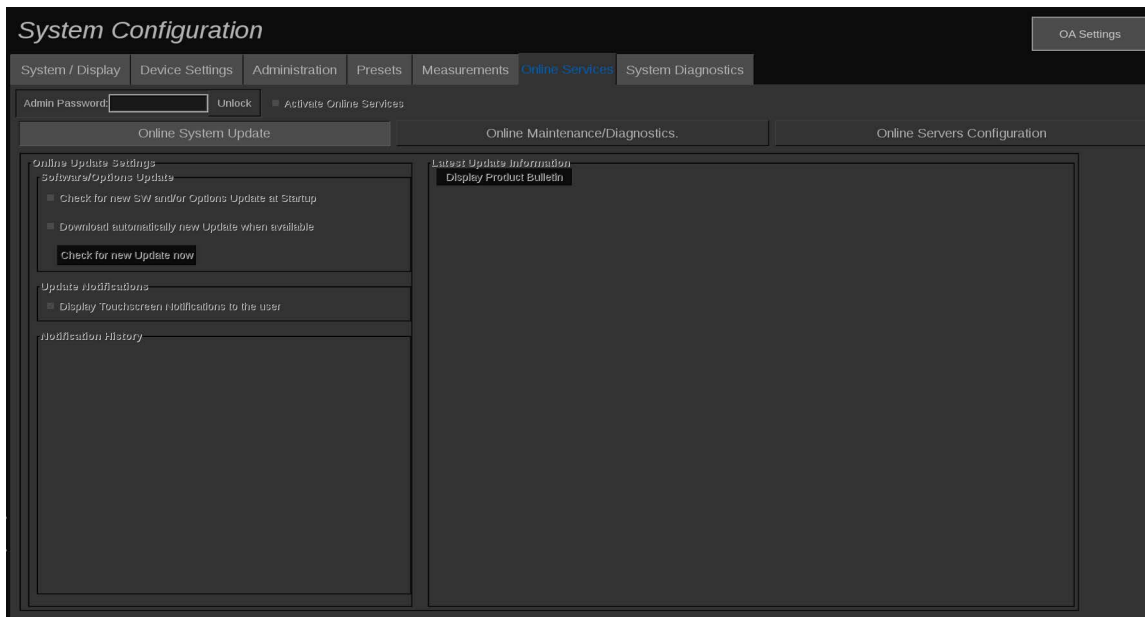 System Configuration
OA Settings
System / Display Device Settings Administration Presets Measurements Online Services System Diagnostics
Admin Password: Unlock Activate Online Services
Online System Update Online Maintenance/Diagnostics. Online Servers Configuration
Online Update Settings
Software/Options Update
Check for new SW and/or Options Update at Startup
Download automatically new Update when available
Check for new Update now
Update Notifications
Display Touchscreen Notifications to the user
Notification History
Latest Update Information
Display Product Bulletin